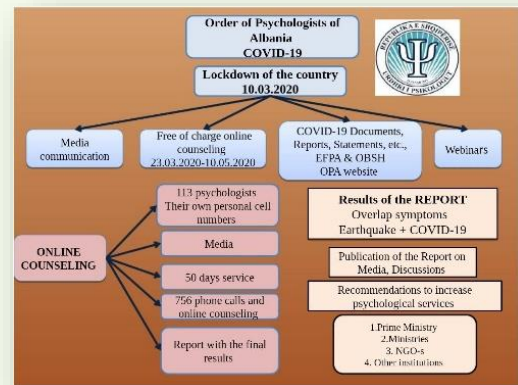 Order of Psychologists of
Albania
COVID-19
Lockdown of the country
10.03.2020
REPUBLIKA E SHQIPËRISË
URDHRI I PSIKOLOGUT
Media
communication
Free of charge online
counseling
23.03.2020-10.05.2020
COVID-19 Documents,
Reports, Statements, etc.,
EFPA & OBSH
OPA website
Webinars
ONLINE
COUNSELING
113 psychologists
Their own personal cell
numbers
Media
50 days service
756 phone calls and
online counseling
Report with the final
results
Results of the REPORT
Overlap symptoms
Earthquake + COVID-19
Publication of the Report on
Media, Discussions
Recommendations to increase
psychological services
1.Prime Ministry
2.Ministries
3. NGO-s
4. Other institutions